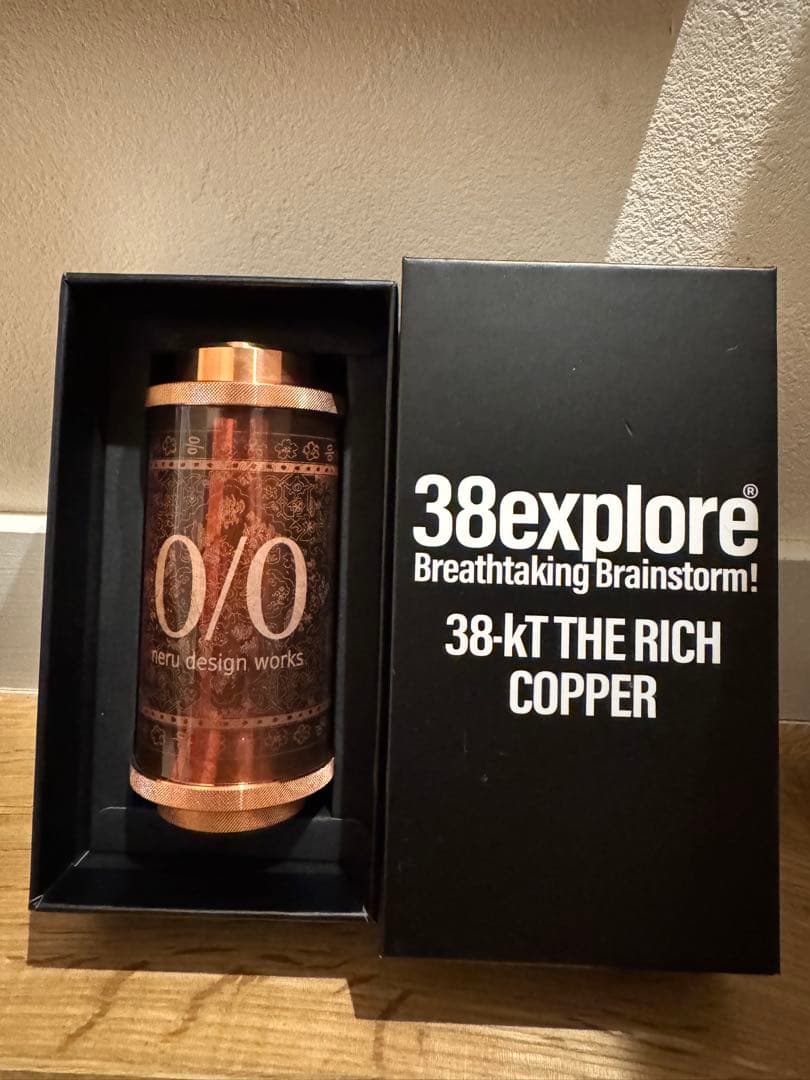 %
%
0/0
neru design works
38explore®
Breathtaking Brainstorm!
38-kT THE RICH
COPPER